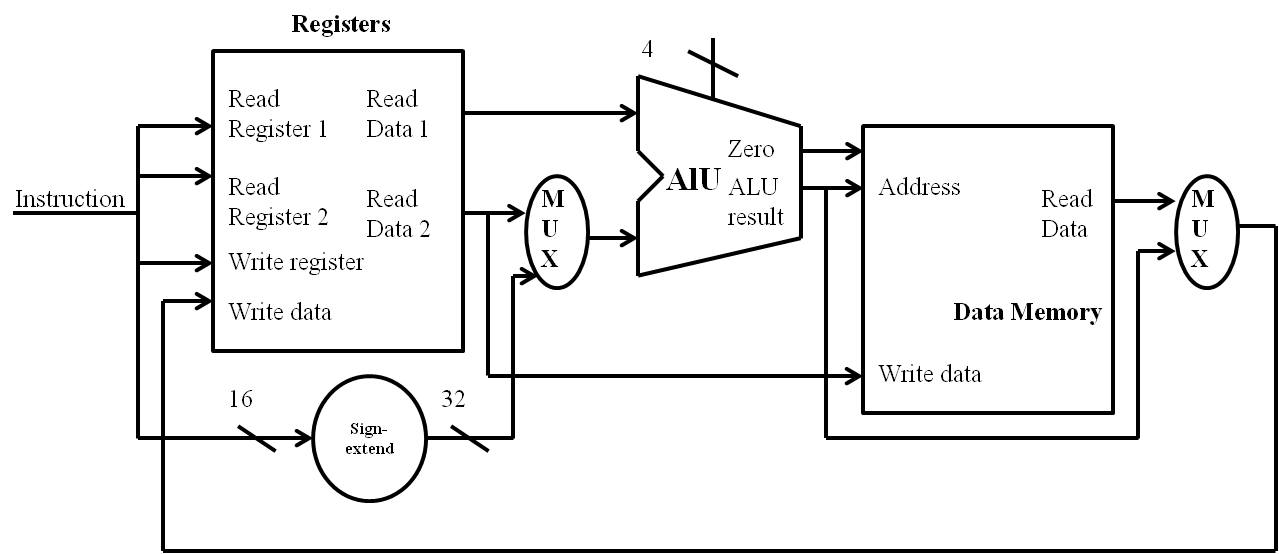 Registers
Instruction
Read
Register 1
Read
Data 1
Read
Register 2
Read
Data 2
Write register
Write data
16
Sign-
extend
32
M
U
X
4
AlU
Zero
ALU
result
Address
Read
Data
Data Memory
Write data
M
U
X